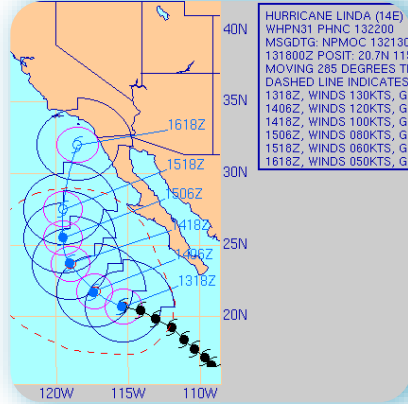 HURRICANE LINDA (14E)
WHPN31 PHNC 132200
MSGDTG: NPMOC 132130
131800Z POSIT: 20.7N 115
MOVING 285 DEGREES T
DASHED LINE INDICATES
1318Z, WINDS 130KTS, G
1406Z, WINDS 120KTS, G
1418Z, WINDS 100KTS, G
1506Z, WINDS 080KTS, G
1518Z, WINDS 060KTS, G
1618Z, WINDS 050KTS, G
40N
35N
1618Z
30N
1518Z
1506Z
25N
1418Z
1406Z
1318Z
20N
120W 115W 110W